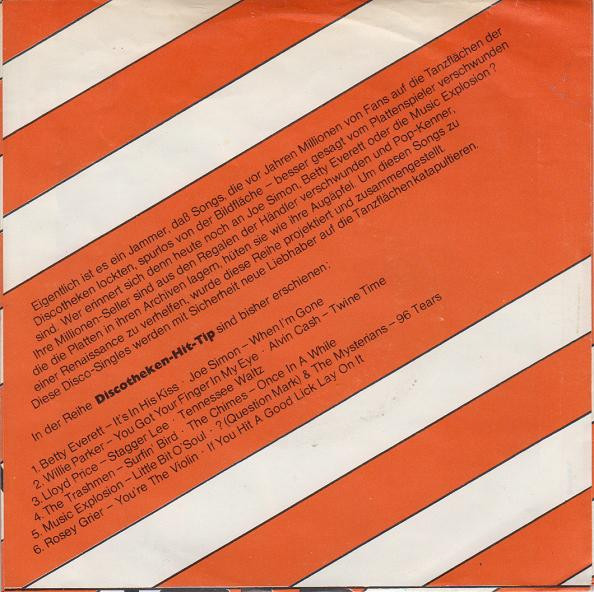 Eigentlich ist es ein Jammer, daß Songs, die vor Jahren Millionen von Fans auf die Tanzflächen der
Discotheken lockten, spurlos von der Bildfläche – besser gesagt vom Plattenspieler verschwunden
sind. Wer erinnert sich denn heute noch an Joe Simon, Betty Everett oder die Music Explosion?
Ihre Millionen-Seller sind aus den Regalen der Händler verschwunden und Pop-Kenner,
die die Platten in ihren Archiven lagern, hüten sie wie ihre Augäpfel. Um diesen Songs zu
einer Renaissance zu verhelfen, wurde diese Reihe projektiert und zusammengestellt.
Diese Disco-Singles werden mit Sicherheit neue Liebhaber auf die Tanzflächen katapultieren.
In der Reihe Discotheken-Hit-Tip sind bisher erschienen:
1. Betty Everett – It's In His Kiss · Joe Simon – When I'm Gone
2. Willie Parker – You Got Your Finger In My Eye · Alvin Cash – Twine Time
3. Lloyd Price – Stagger Lee · Tennessee Waltz
4. The Trashmen – Surfin' Bird · The Chimes – Once In A While
5. Music Explosion – Little Bit O'Soul · ? (Question Mark) & The Mysterians – 96 Tears
6. Rosey Grier – You're The Violin · If You Hit A Good Lick Lay On It